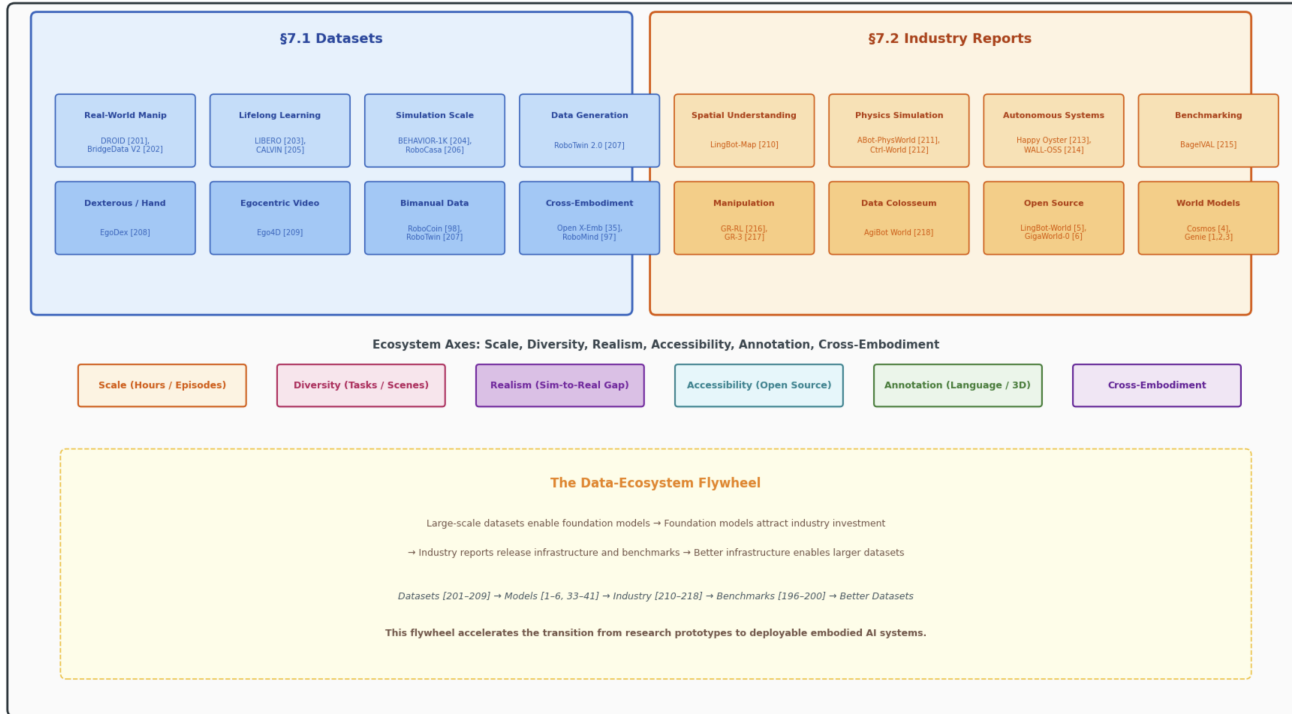 §7.1 Datasets
Real-World Manip
DROID [201],
BridgeData V2 [202]
Lifelong Learning
LIBERO [203],
CALVIN [205]
Simulation Scale
BEHAVIOR-1K [204],
RoboCasa [206]
Data Generation
RoboTwin 2.0 [207]
Dexterous / Hand
EgoDex [208]
Egocentric Video
Ego4D [209]
Bimanual Data
RoboCoin [98],
RoboTwin [207]
Cross-Embodiment
Open X-Emb [35],
RoboMind [97]
§7.2 Industry Reports
Spatial Understanding
LingBot-Map [210]
Physics Simulation
ABot-PhysWorld [211],
Ctrl-World [212]
Autonomous Systems
Happy Oyster [213],
WALL-OSS [214]
Benchmarking
BagelVAL [215]
Manipulation
GR-RL [216],
GR-3 [217]
Data Colosseum
AgiBot World [218]
Open Source
LingBot-World [5],
GigaWorld-0 [6]
World Models
Cosmos [4],
Genie [1,2,3]
Ecosystem Axes: Scale, Diversity, Realism, Accessibility, Annotation, Cross-Embodiment
Scale (Hours / Episodes)
Diversity (Tasks / Scenes)
Realism (Sim-to-Real Gap)
Accessibility (Open Source)
Annotation (Language / 3D)
Cross-Embodiment
The Data-Ecosystem Flywheel
Large-scale datasets enable foundation models → Foundation models attract industry investment
→ Industry reports release infrastructure and benchmarks → Better infrastructure enables larger datasets
Datasets [201–209] → Models [1–6, 33–41] → Industry [210–218] → Benchmarks [196–200] → Better Datasets
This flywheel accelerates the transition from research prototypes to deployable embodied AI systems.